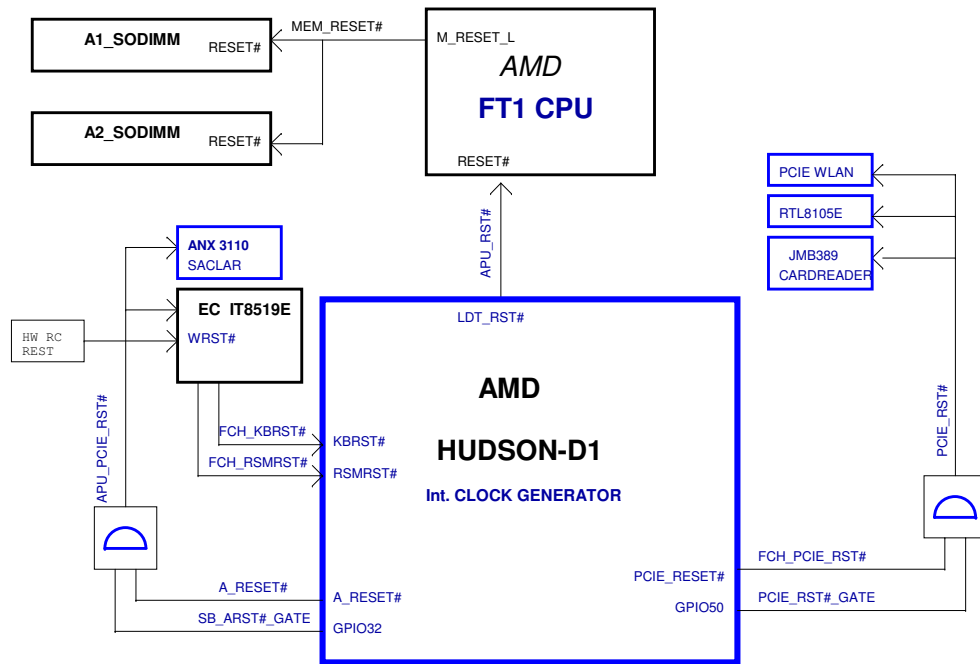 A1_SODIMM
RESET#
MEM_RESET#
M_RESET_L
AMD
FT1 CPU
RESET#
A2_SODIMM
RESET#
APU_RST#
PCIE WLAN
RTL8105E
JMB389
CARDREADER
ANX 3110
SACLAR
EC IT8519E
WRST#
HW RC
REST
LDT_RST#
AMD
HUDSON-D1
Int. CLOCK GENERATOR
FCH_KBRST#
KBRST#
FCH_RSMRST#
RSMRST#
APU_PCIE_RST#
PCIE_RST#
A_RESET#
A_RESET#
SB_ARST#_GATE
GPIO32
PCIE_RESET#
FCH_PCIE_RST#
GPIO50
PCIE_RST#_GATE